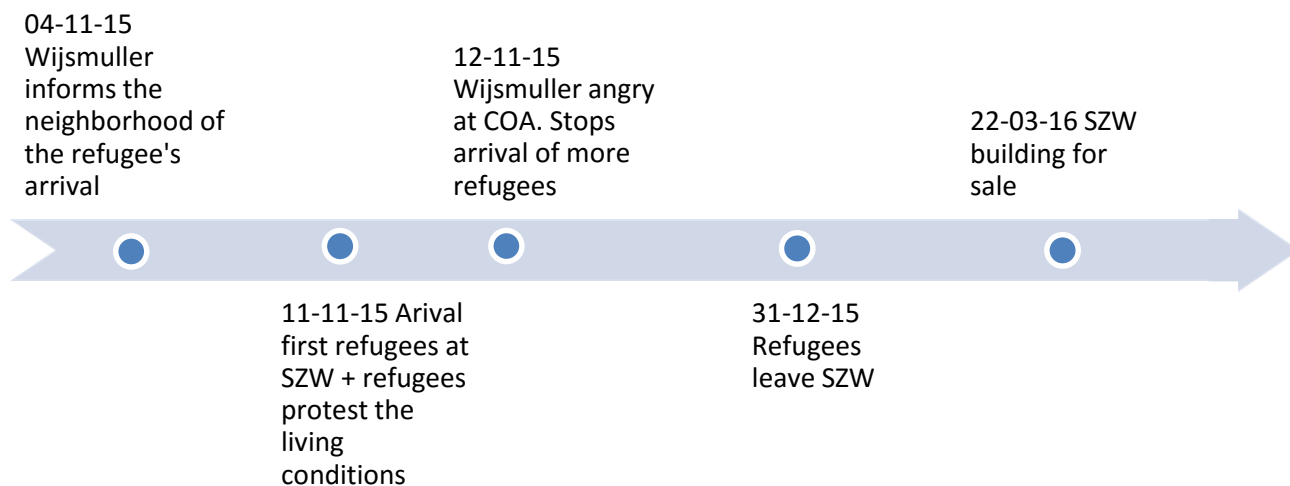 04-11-15
Wijsmuller
informs the
neighborhood of
the refugee's
arrival
11-11-15 Arival
first refugees at
SZW + refugees
protest the
living
conditions
12-11-15
Wijsmuller angry
at COA. Stops
arrival of more
refugees
31-12-15
Refugees
leave SZW
22-03-16 SZW
building for
sale